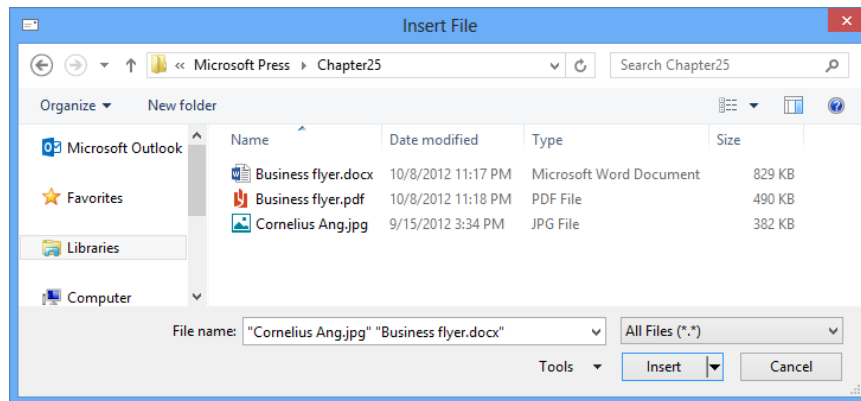 Insert File
« Microsoft Press Chapter25 Search Chapter25
Organize New folder
Name Date modified Type Size
Microsoft Outlook
Business flyer.docx 10/8/2012 11:17 PM Microsoft Word Document 829 KB
Business flyer.pdf 10/8/2012 11:18 PM PDF File 490 KB
Favorites
Cornelius Ang.jpg 9/15/2012 3:34 PM JPG File 382 KB
Libraries
Computer
File name: "Cornelius Ang.jpg" "Business flyer.docx" All Files (*.*)
Tools Insert Cancel